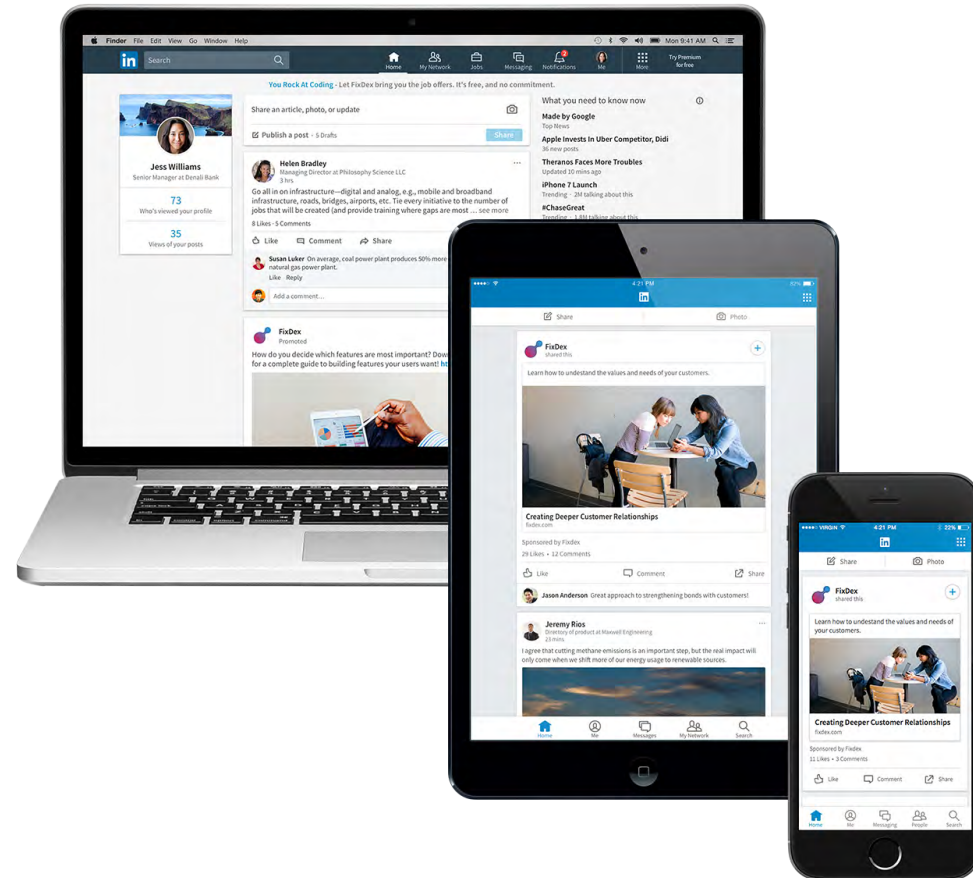 Finder File Edit View Go Window Help
Mon 9:41 AM
in Search
Home My Network Jobs Messaging Notifications Me More Try Premium
for free
2
You Rock At Coding - Let FixDex bring you the job offers. It's free, and no commitment.
Jess Williams
Senior Manager at Denali Bank
73
Who's viewed your profile
35
Views of your posts
Share an article, photo, or update
Publish a post • 5 Drafts
Share
Helen Bradley
Managing Director at Philosophy Science LLC
3 hrs
Go all in on infrastructure—digital and analog, e.g., mobile and broadband
infrastructure, roads, bridges, airports, etc. Tie every initiative to the number of
jobs that will be created (and provide training where gaps are most ... see more
8 Likes • 5 Comments
Like Comment Share
Susan Luker On average, coal power plant produces 50% more
natural gas power plant.
Like Reply
Add a comment...
FixDex
Promoted
How do you decide which features are most important? Dow
for a complete guide to building features your users want! ht
What you need to know now
Made by Google
Top News
Apple Invests In Uber Competitor, Didi
36 new posts
Theranos Faces More Troubles
Updated 10 mins ago
iPhone 7 Launch
Trending • 2M talking about this
#ChaseGreat
Trending • 1.8M talking about this
4:21 PM
in
Share Photo
FixDex
shared this
Learn how to undestand the values and needs of your customers.
Creating Deeper Customer Relationships
fixdex.com
Sponsored by Fixdex
29 Likes • 12 Comments
Like Comment Share
Jason Anderson Great approach to strengthening bonds with customers!
Jeremy Rios
Directory of product at Maxwell Engineering
23 mins
I agree that cutting methane emissions is an important step, but the real impact will
only come when we shift more of our energy usage to renewable sources.
Home Me Messages My Network Search
VIRGIN 4:21 PM 22%
in
Share Photo
FixDex
shared this
Learn how to undestand the values and needs of
your customers.
Creating Deeper Customer Relationships
fixdex.com
Sponsored by Fixdex
11 Likes • 3 Comments
Like Comment Share
Home Me Messaging People Search